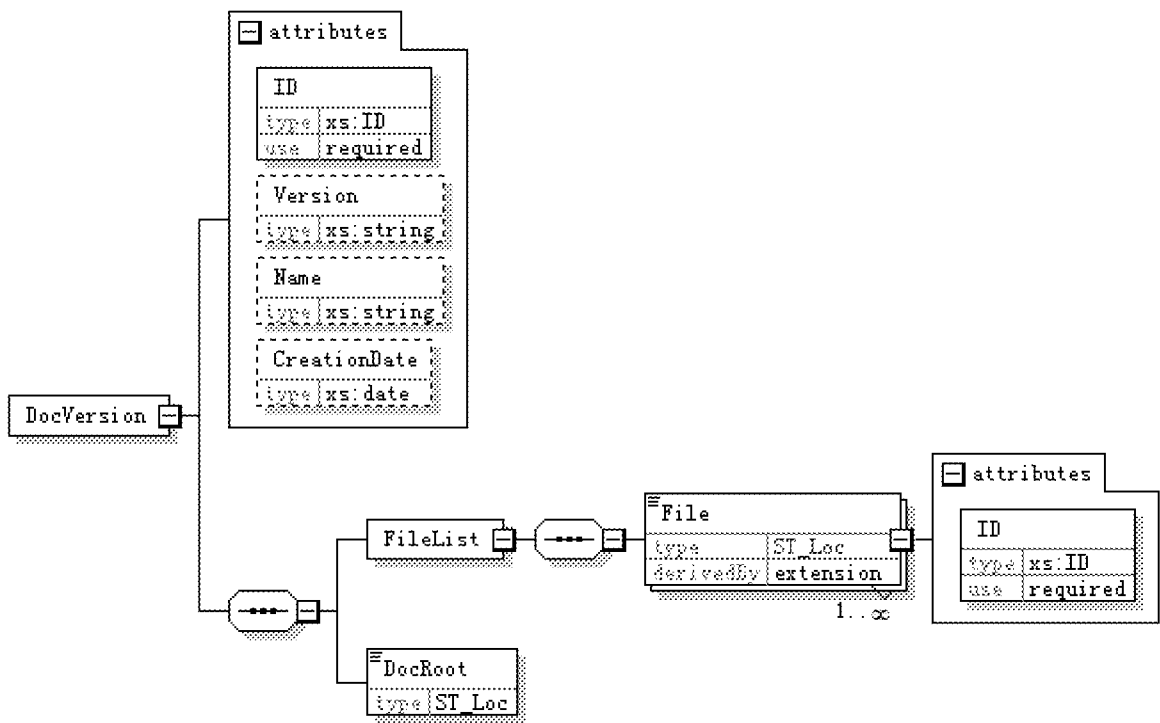 attributes
ID
type xs:ID
use required
Version
type xs:string
Name
type xs:string
CreationDate
type xs:date
DocVersion
attributes
FileList
File
type ST_Loc
derivedBy extension
1..∞
ID
type xs:ID
use required
DocRoot
type ST_Loc